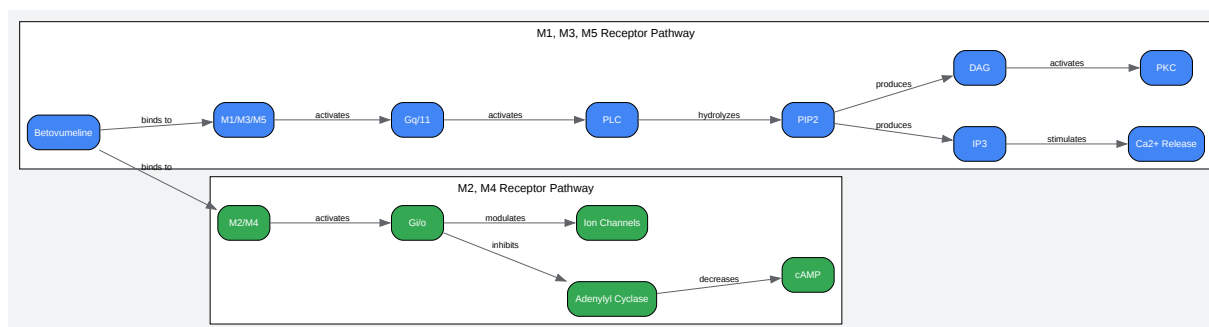 M1, M3, M5 Receptor Pathway
Betovumeline
binds to
M1/M3/M5
activates
Gq/11
activates
PLC
hydrolyzes
PIP2
produces
DAG
activates
PKC
produces
IP3
stimulates
Ca2+ Release
binds to
M2, M4 Receptor Pathway
M2/M4
activates
Gi/o
modulates
Ion Channels
inhibits
Adenylyl Cyclase
decreases
cAMP